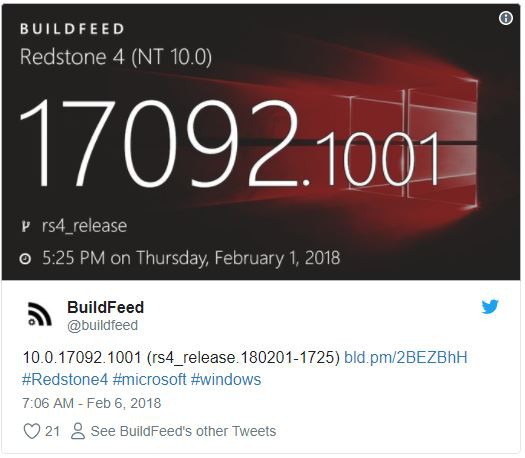 BUILDFEED
Redstone 4 (NT 10.0)
17092.1001
rs4_release
5:25 PM on Thursday, February 1, 2018
BuildFeed
@buildfeed
10.0.17092.1001 (rs4_release.180201-1725) bld.pm/2BEZBhH
#Redstone4 #microsoft #windows
7:06 AM - Feb 6, 2018
21 See BuildFeed's other Tweets